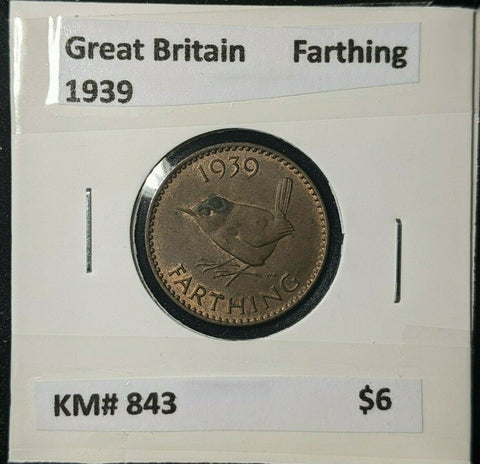 Great Britain Farthing
1939
1939
FARTHING
KM# 843 $6